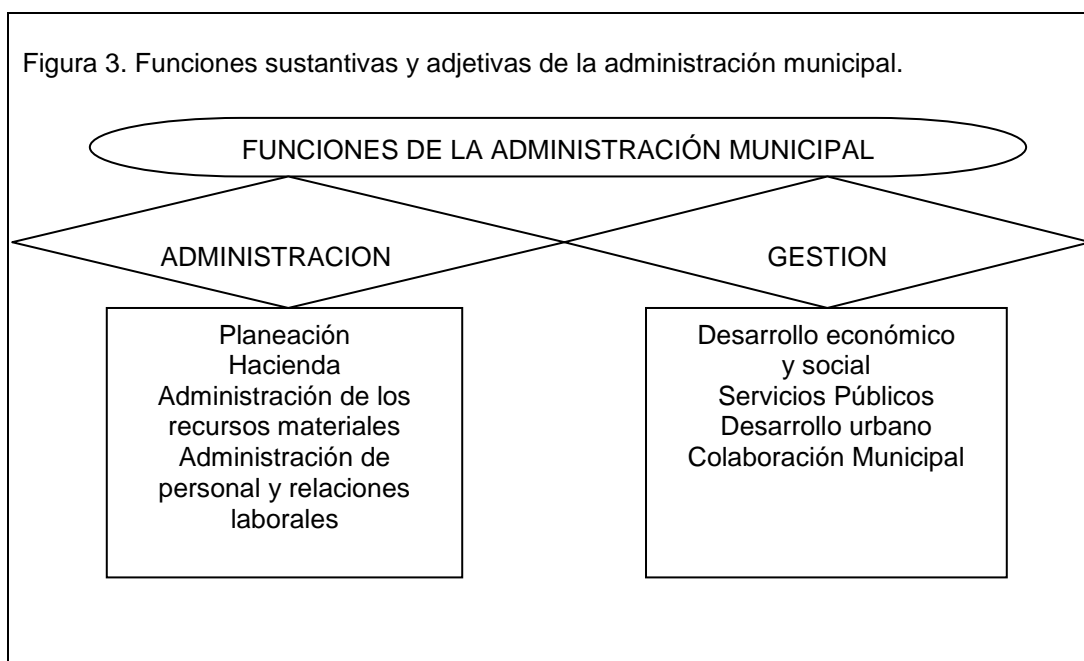 Figura 3. Funciones sustantivas y adjetivas de la administración municipal.
FUNCIONES DE LA ADMINISTRACIÓN MUNICIPAL
ADMINISTRACION
GESTION
Planeación
Hacienda
Administración de los
recursos materiales
Administración de
personal y relaciones
laborales
Desarrollo económico
y social
Servicios Públicos
Desarrollo urbano
Colaboración Municipal